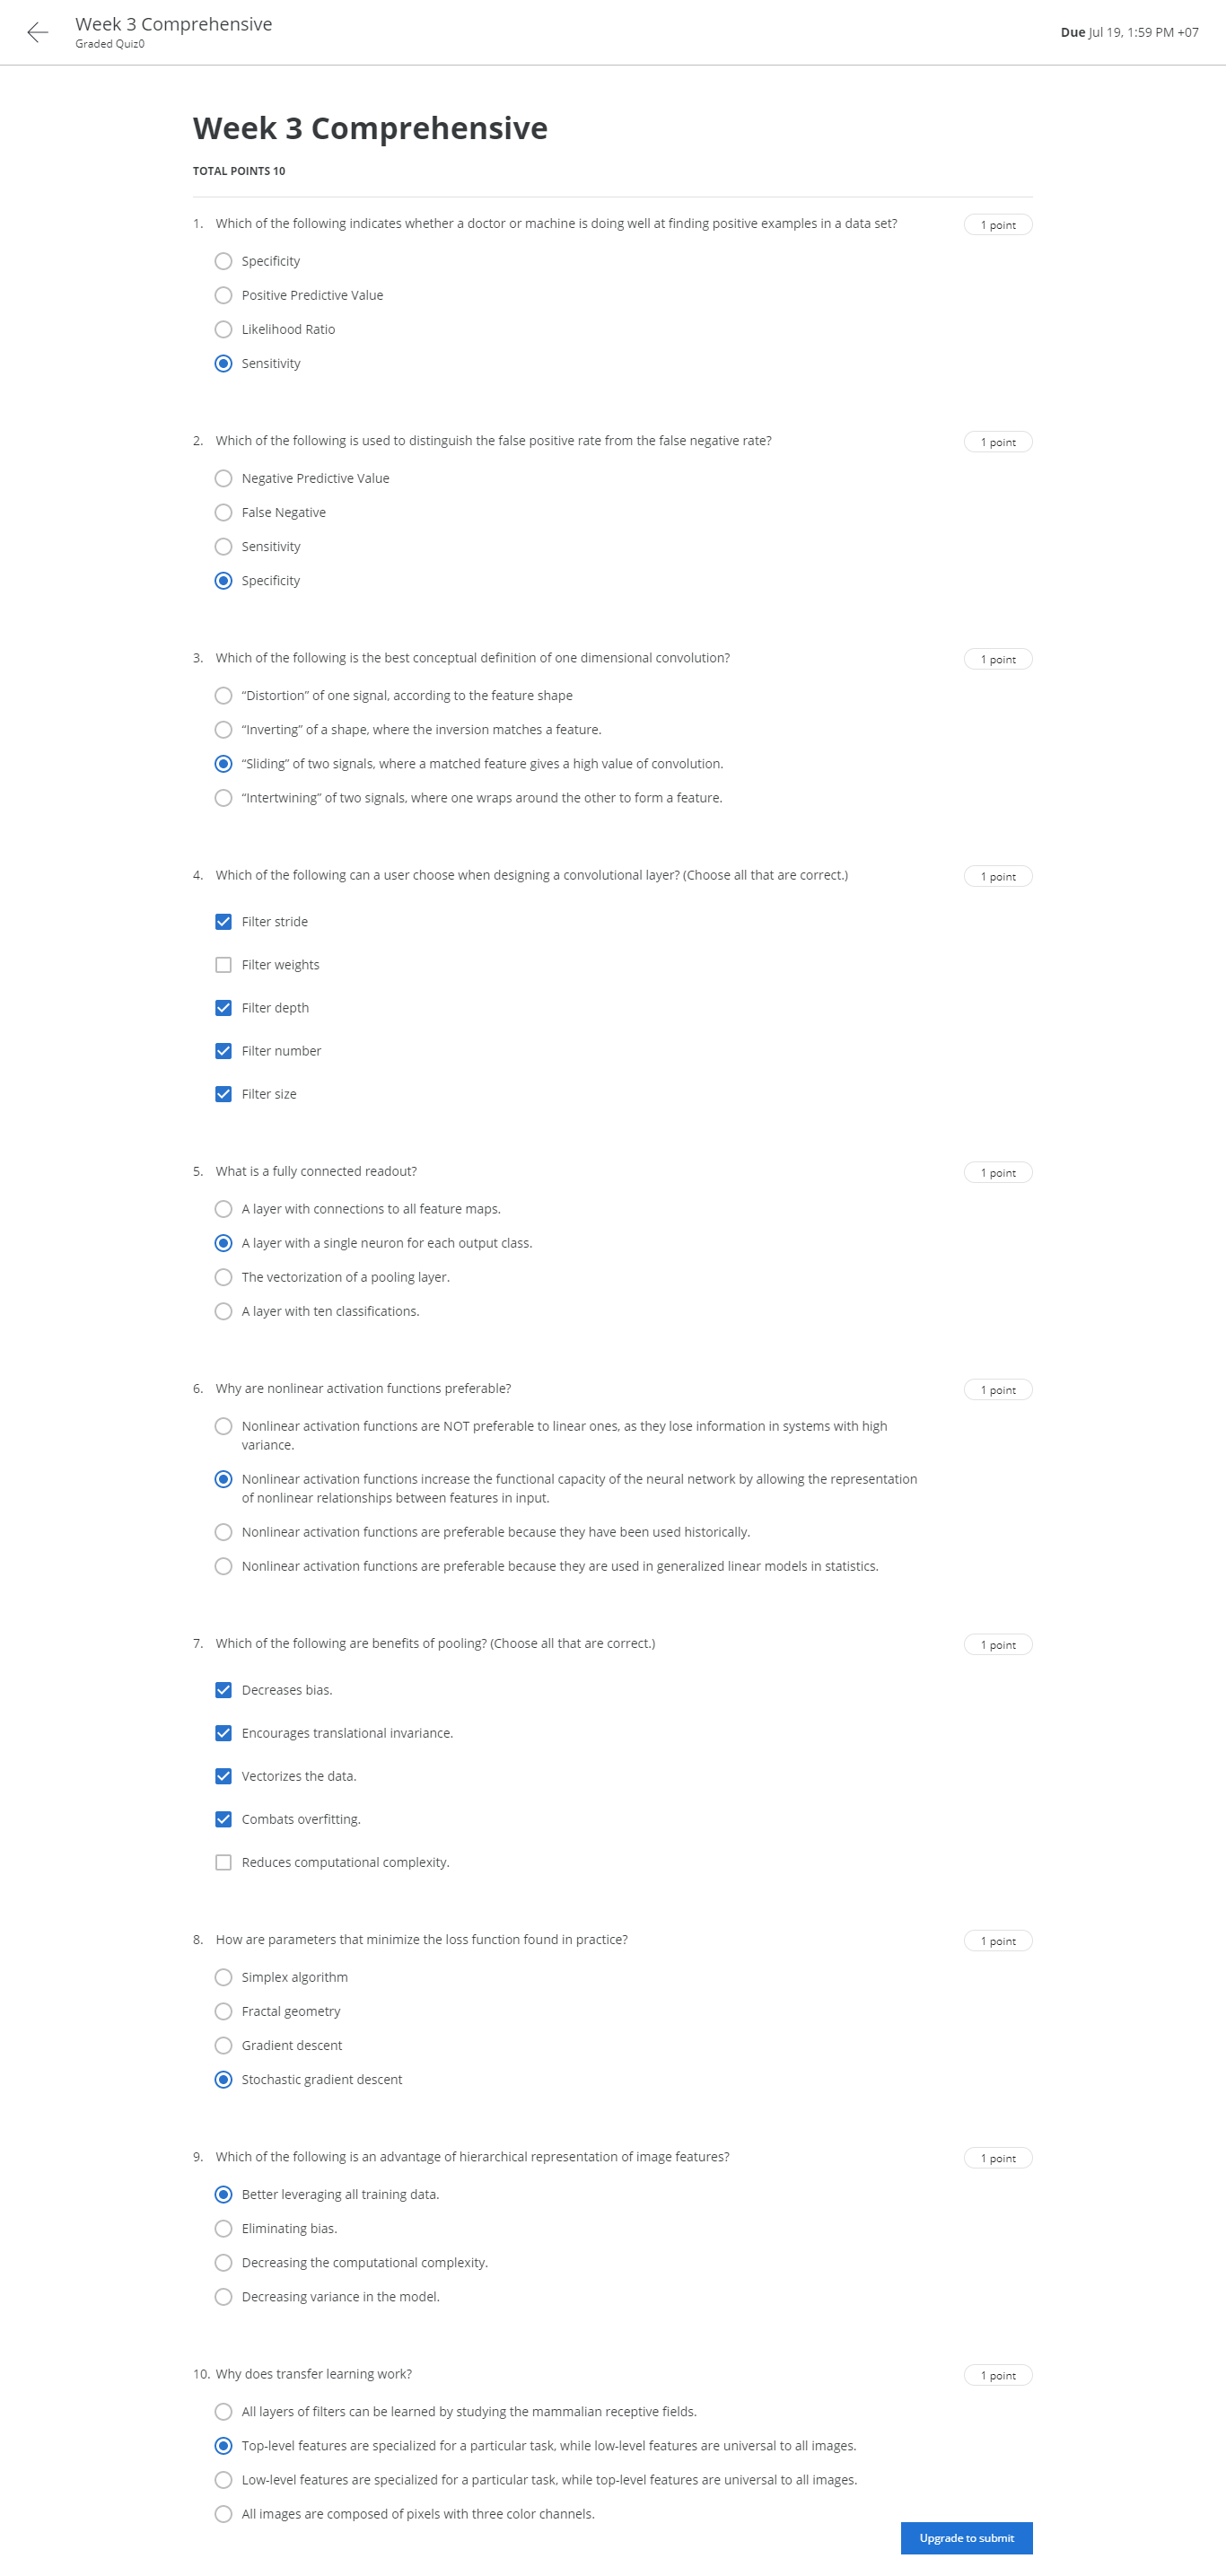 Week 3 Comprehensive
Graded Quiz0
Due Jul 19, 1:59 PM +07
Week 3 Comprehensive
TOTAL POINTS 10
1. Which of the following indicates whether a doctor or machine is doing well at finding positive examples in a data set?
1 point
Specificity
Positive Predictive Value
Likelihood Ratio
Sensitivity
2. Which of the following is used to distinguish the false positive rate from the false negative rate?
1 point
Negative Predictive Value
False Negative
Sensitivity
Specificity
3. Which of the following is the best conceptual definition of one dimensional convolution?
1 point
“Distortion” of one signal, according to the feature shape
“Inverting” of a shape, where the inversion matches a feature.
“Sliding” of two signals, where a matched feature gives a high value of convolution.
“Intertwining” of two signals, where one wraps around the other to form a feature.
4. Which of the following can a user choose when designing a convolutional layer? (Choose all that are correct.)
1 point
Filter stride
Filter weights
Filter depth
Filter number
Filter size
5. What is a fully connected readout?
1 point
A layer with connections to all feature maps.
A layer with a single neuron for each output class.
The vectorization of a pooling layer.
A layer with ten classifications.
6. Why are nonlinear activation functions preferable?
1 point
Nonlinear activation functions are NOT preferable to linear ones, as they lose information in systems with high
variance.
Nonlinear activation functions increase the functional capacity of the neural network by allowing the representation
of nonlinear relationships between features in input.
Nonlinear activation functions are preferable because they have been used historically.
Nonlinear activation functions are preferable because they are used in generalized linear models in statistics.
7. Which of the following are benefits of pooling? (Choose all that are correct.)
1 point
Decreases bias.
Encourages translational invariance.
Vectorizes the data.
Combats overfitting.
Reduces computational complexity.
8. How are parameters that minimize the loss function found in practice?
1 point
Simplex algorithm
Fractal geometry
Gradient descent
Stochastic gradient descent
9. Which of the following is an advantage of hierarchical representation of image features?
1 point
Better leveraging all training data.
Eliminating bias.
Decreasing the computational complexity.
Decreasing variance in the model.
10. Why does transfer learning work?
1 point
All layers of filters can be learned by studying the mammalian receptive fields.
Top-level features are specialized for a particular task, while low-level features are universal to all images.
Low-level features are specialized for a particular task, while top-level features are universal to all images.
All images are composed of pixels with three color channels.
Upgrade to submit